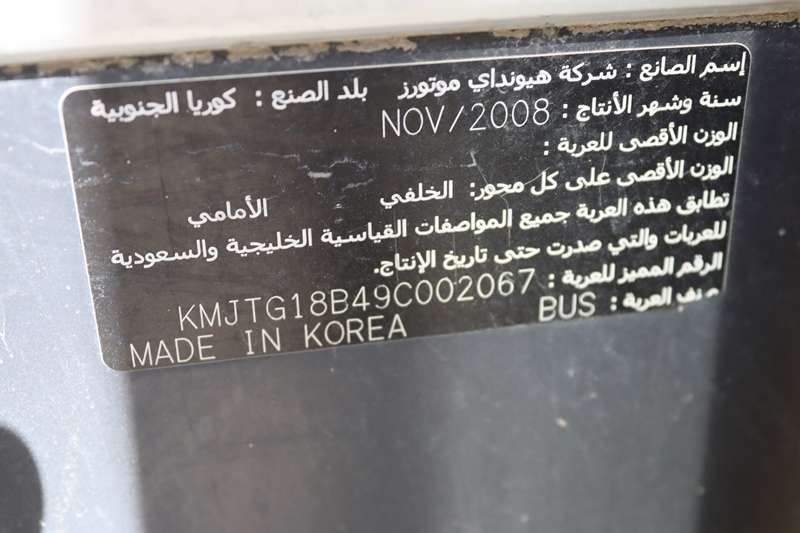 إسم الصانع : شركة هيونداي موتورز بلد الصنع : كوريا الجنوبية
سنة وشهر الأنتاج : NOV/2008
الوزن الأقصى للعربة :
الوزن الأقصى على كل محور: الخلفي الأمامي
تطابق هذه العربة جميع المواصفات القياسية الخليجية والسعودية
للعربات والتي صدرت حتى تاريخ الإنتاج.
الرقم المميز للعربة : KMJTG18B49C002067
العربة : BUS
MADE IN KOREA